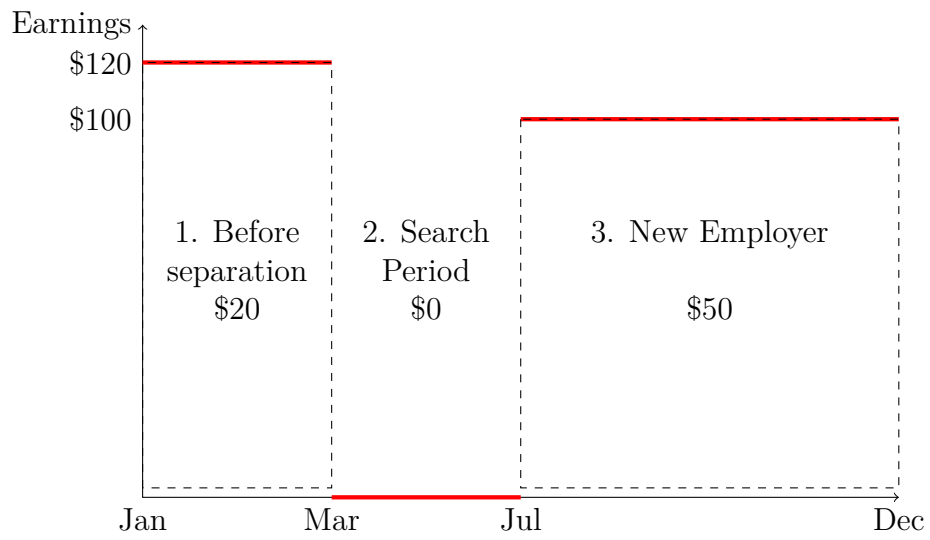 Earnings
$120
$100
1. Before
separation
$20
2. Search
Period
$0
3. New Employer
$50
Jan
Mar
Jul
Dec